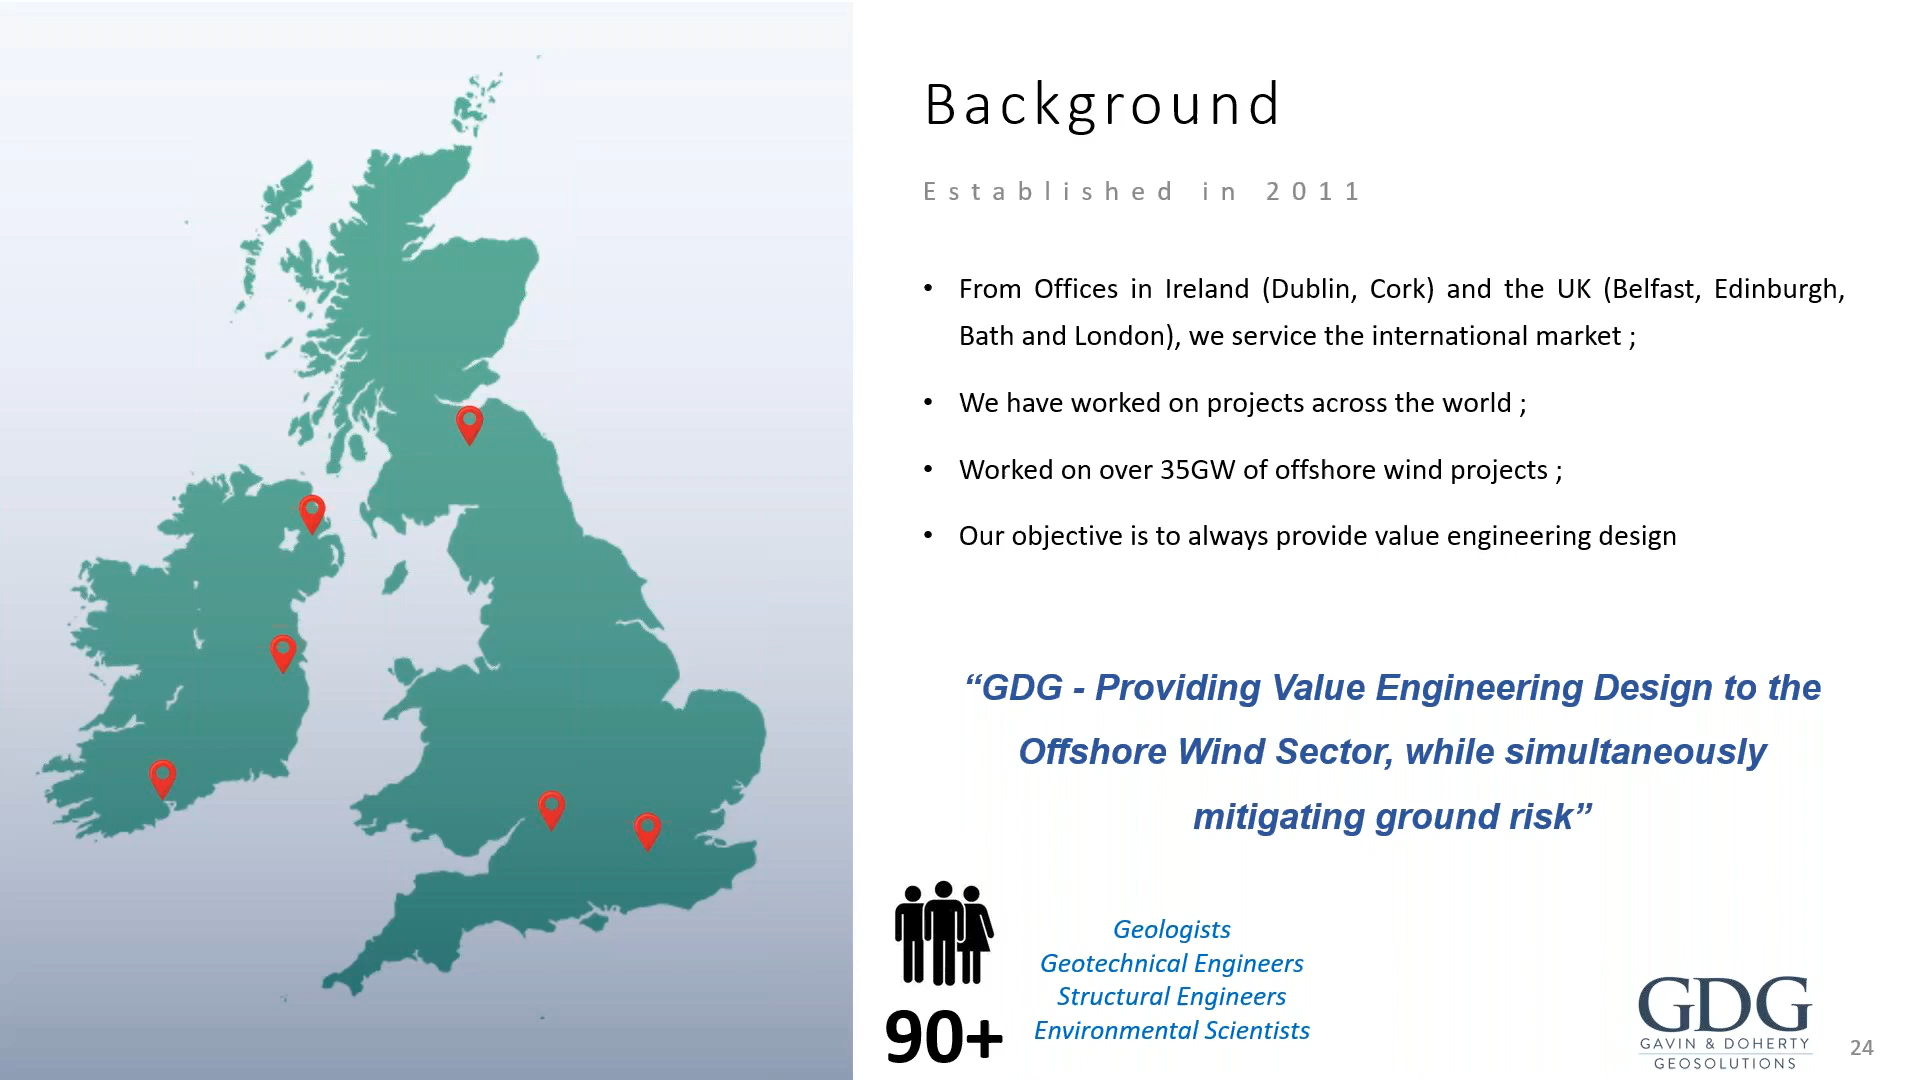 Background
Established in 2011
• From Offices in Ireland (Dublin, Cork) and the UK (Belfast, Edinburgh,
Bath and London), we service the international market ;
• We have worked on projects across the world ;
• Worked on over 35GW of offshore wind projects ;
• Our objective is to always provide value engineering design
“GDG - Providing Value Engineering Design to the
Offshore Wind Sector, while simultaneously
mitigating ground risk”
90+
Geologists
Geotechnical Engineers
Structural Engineers
Environmental Scientists
GDG
GAVIN & DOHERTY
GEOSOLUTIONS
24